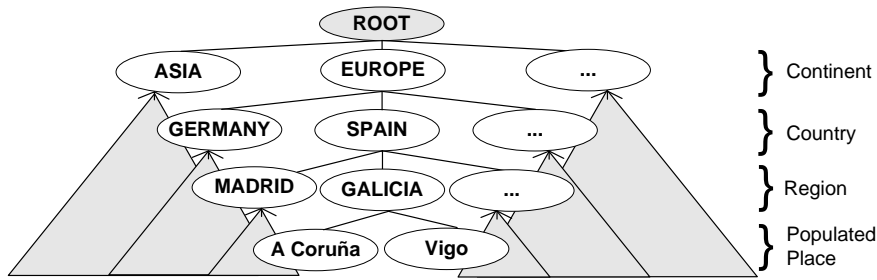 ROOT
ASIA EUROPE ... Continent
GERMANY SPAIN ... Country
MADRID GALICIA ... Region
A Coruña Vigo Populated
Place